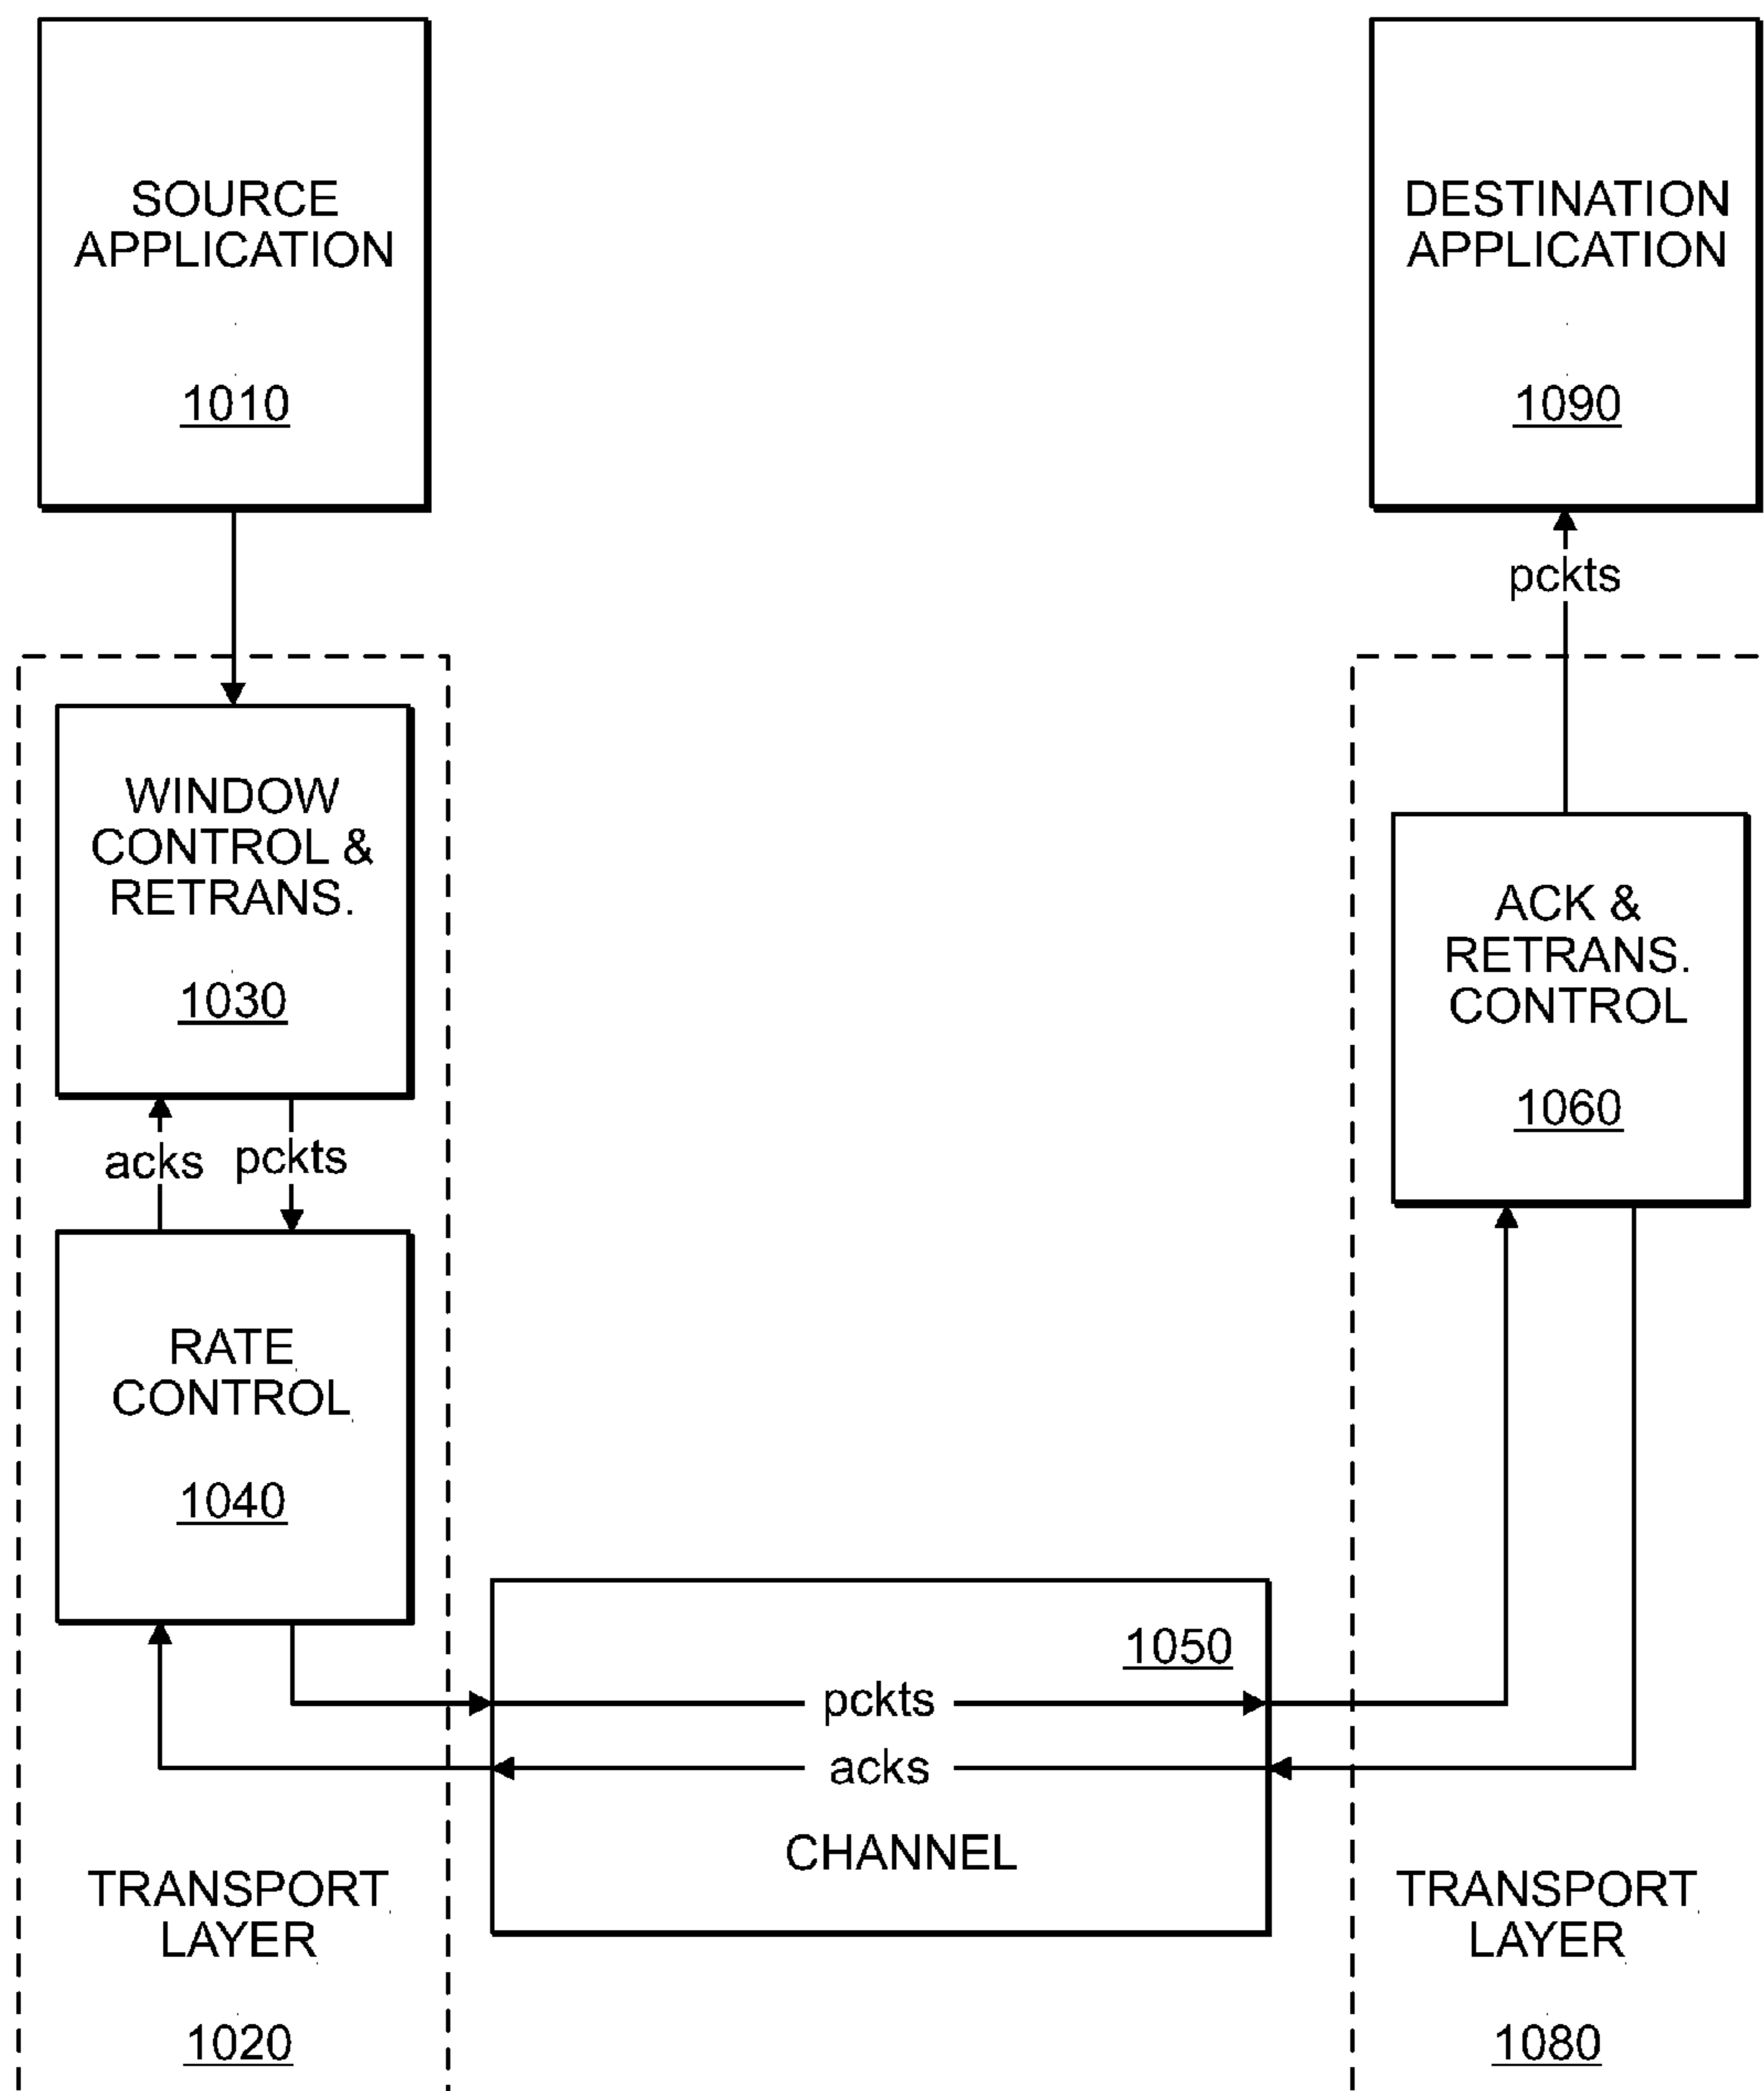 SOURCE
APPLICATION
1010
DESTINATION
APPLICATION
1090
pckts
WINDOW
CONTROL &
RETRANS.
1030
ACK &
RETRANS.
CONTROL
1060
acks pckts
RATE
CONTROL
1040
1050
pckts
acks
CHANNEL
TRANSPORT
LAYER
1020
TRANSPORT
LAYER
1080